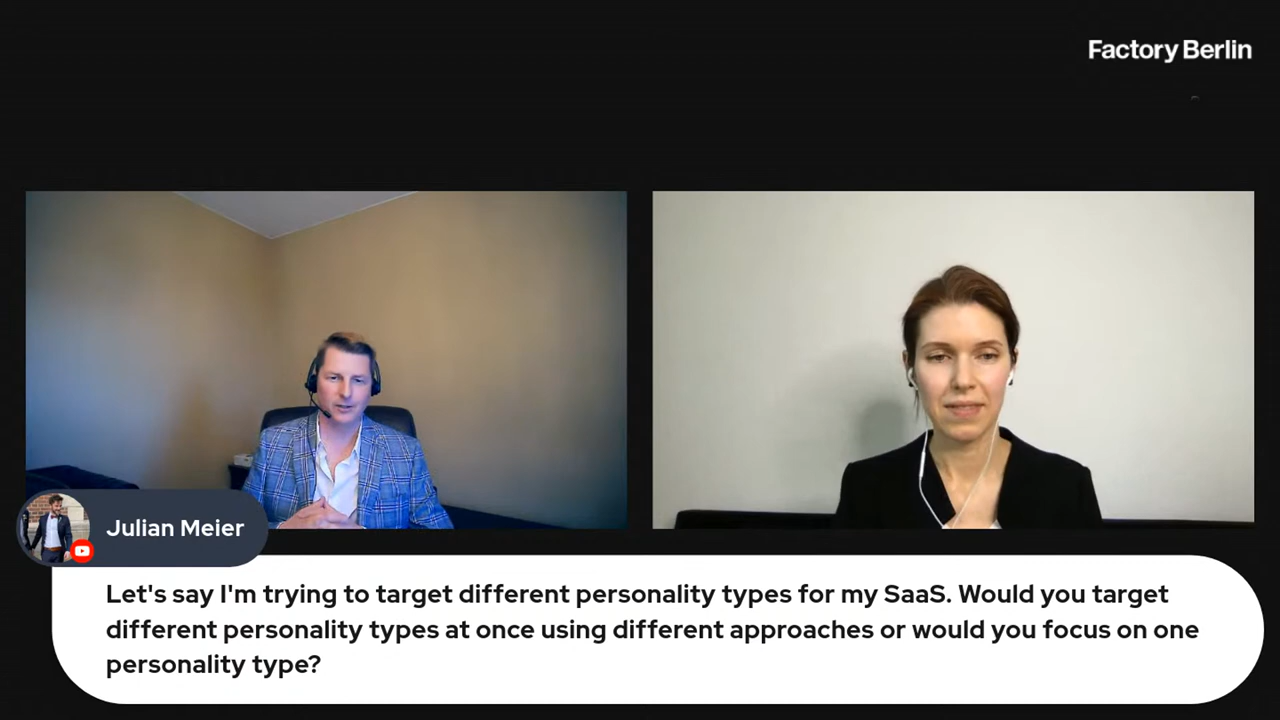 Factory Berlin
Julian Meier
Let's say I'm trying to target different personality types for my SaaS. Would you target
different personality types at once using different approaches or would you focus on one
personality type?